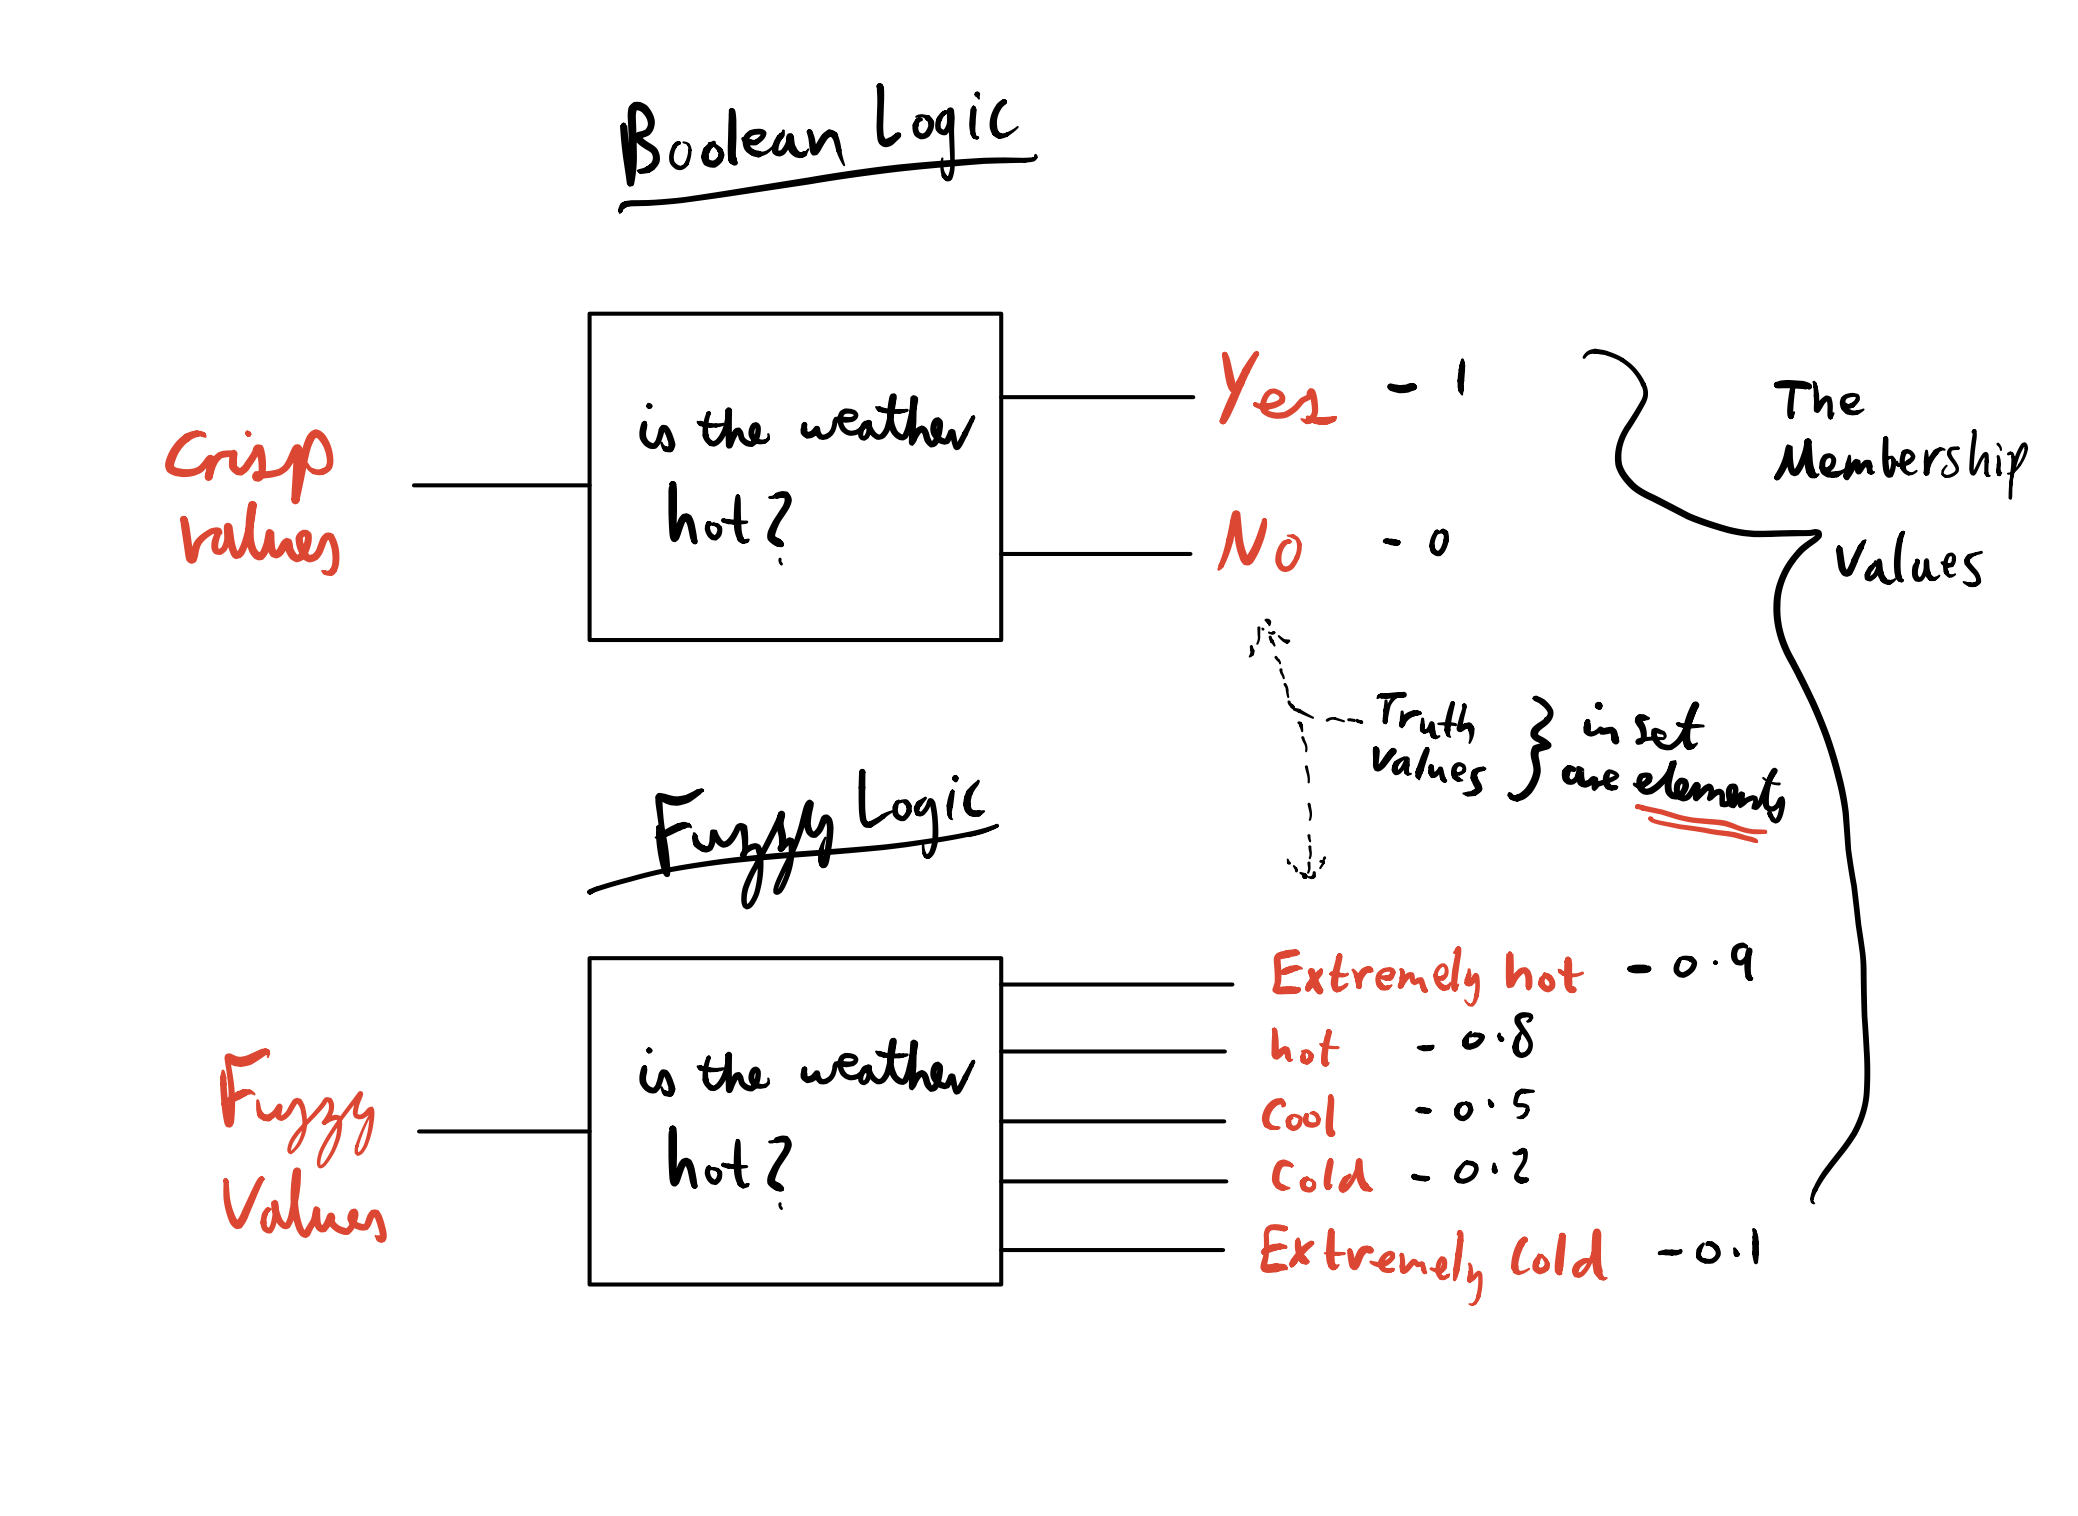 Boolean Logic
Crisp
values
is the weather
hot?
Yes - 1
No - 0
The
Membership
Values
Truth
Values
in set
are elements
Fuzzy Logic
Fuzzy
Values
is the weather
hot?
Extremely hot - 0.9
hot - 0.8
Cool - 0.5
Cold - 0.2
Extremely Cold - 0.1